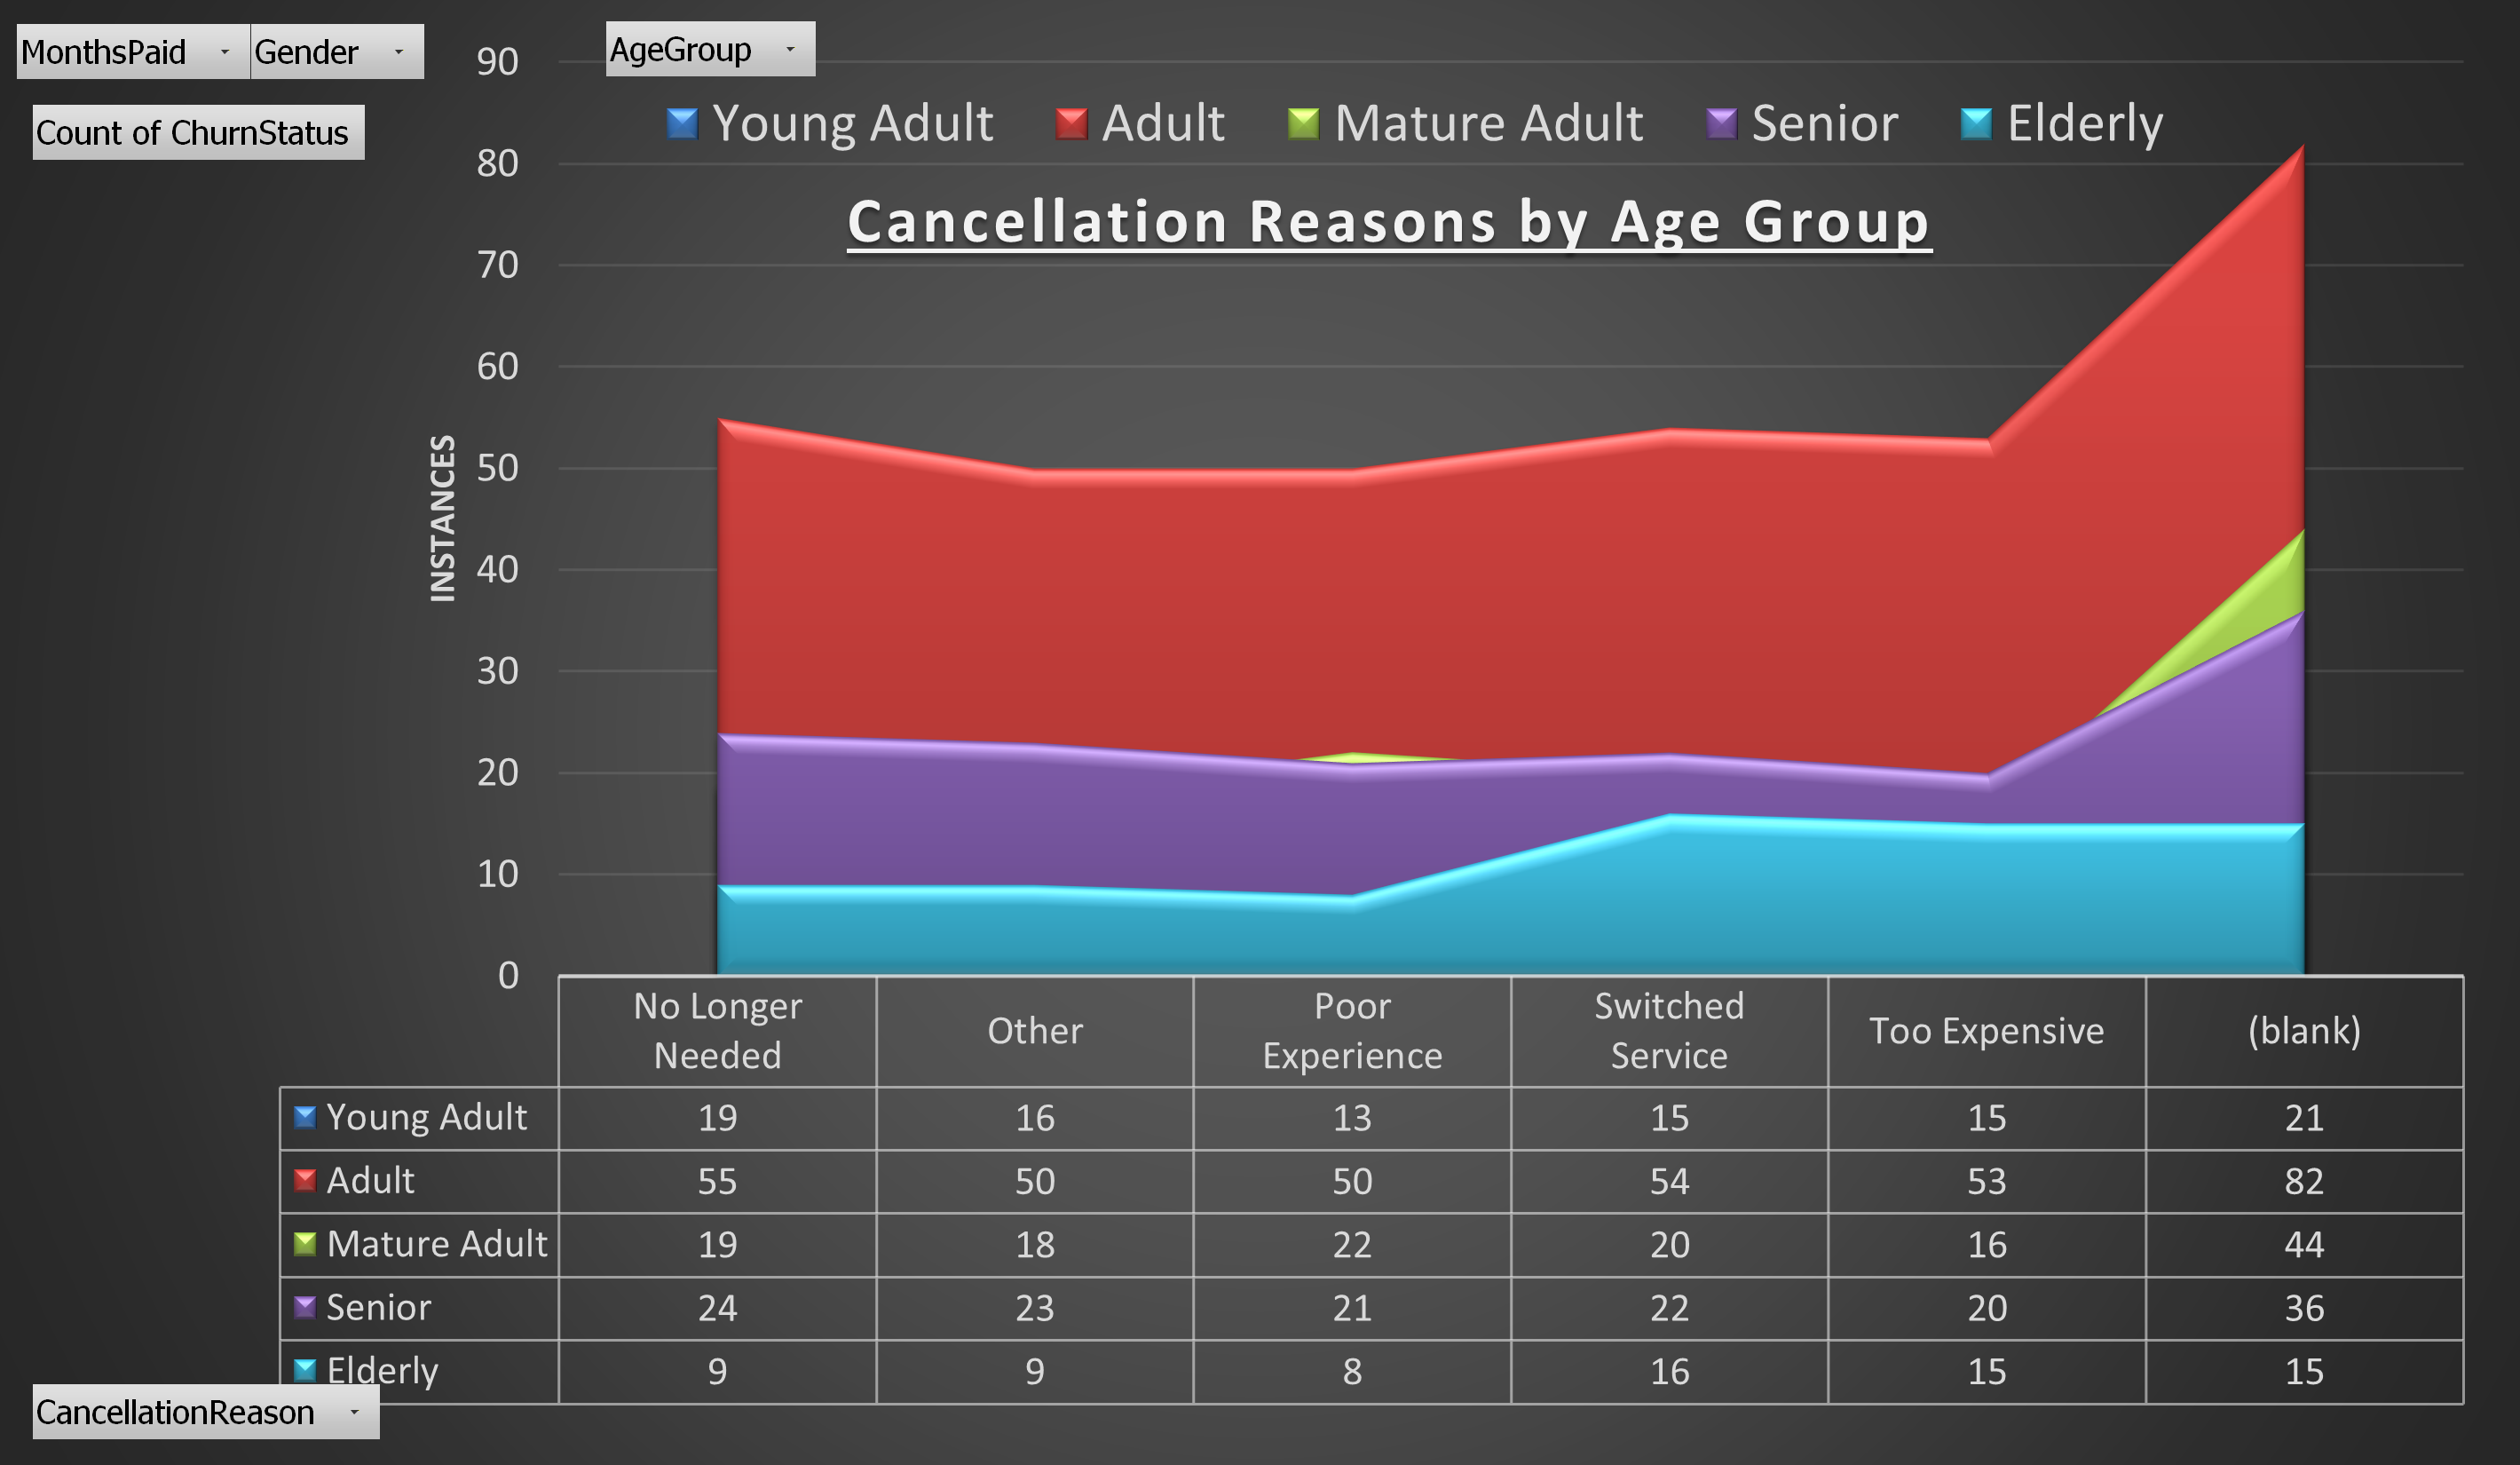 MonthsPaid Gender AgeGroup
Count of ChurnStatus
Young Adult Adult Mature Adult Senior Elderly
Cancellation Reasons by Age Group
INSTANCES
90
80
70
60
50
40
30
20
10
0
No Longer Needed Other Poor Experience Switched Service Too Expensive (blank)
Young Adult 19 16 13 15 15 21
Adult 55 50 50 54 53 82
Mature Adult 19 18 22 20 16 44
Senior 24 23 21 22 20 36
Elderly 9 9 8 16 15 15
CancellationReason